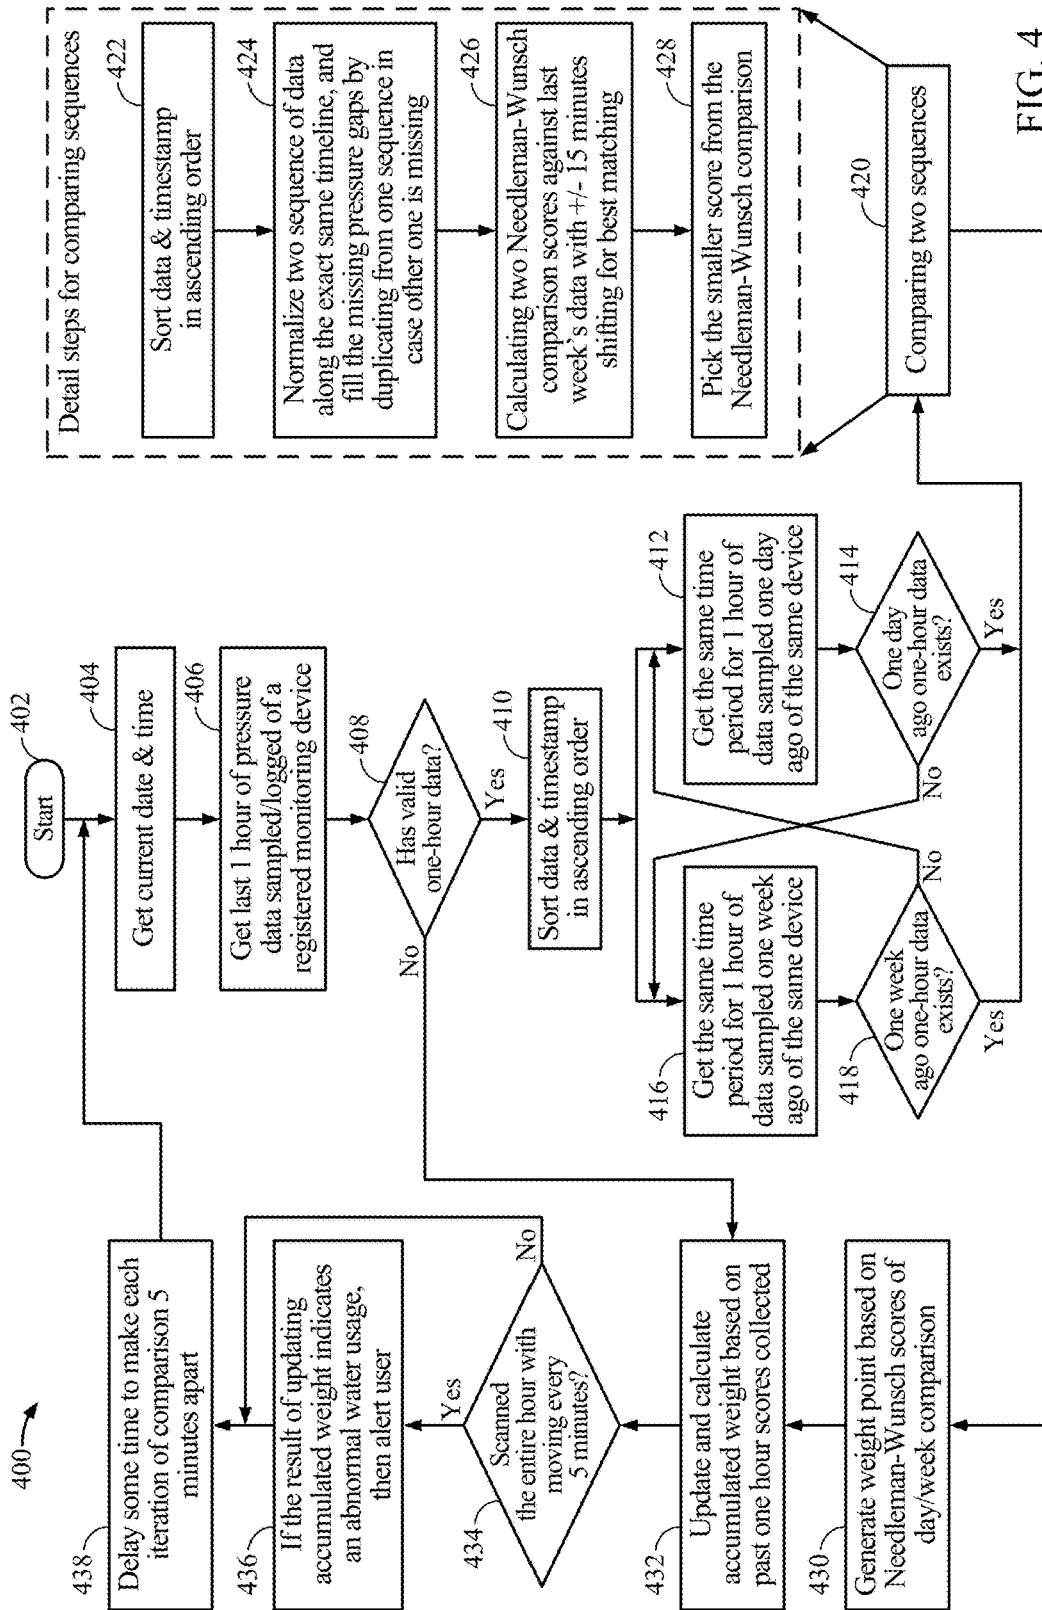 400
402
Start
404
Get current date & time
406
Get last 1 hour of pressure
data sampled/logged of a
registered monitoring device
408
Has valid
one-hour data?
No
Yes
410
Sort data & timestamp
in ascending order
412
Get the same time
period for 1 hour of
data sampled one day
ago of the same device
414
One day
ago one-hour data
exists?
No
Yes
416
Get the same time
period for 1 hour of
data sampled one week
ago of the same device
418
One week
ago one-hour data
exists?
No
Yes
Detail steps for comparing sequences
422
Sort data & timestamp
in ascending order
424
Normalize two sequence of data
along the exact same timeline, and
fill the missing pressure gaps by
duplicating from one sequence in
case other one is missing
426
Calculating two Needleman-Wunsch
comparison scores against last
week's data with +/- 15 minutes
shifting for best matching
428
Pick the smaller score from the
Needleman-Wunsch comparison
420
Comparing two sequences
430
Generate weight point based on
Needleman-Wunsch scores of
day/week comparison
432
Update and calculate
accumulated weight based on
past one hour scores collected
434
Scanned
the entire hour with
moving every
5 minutes?
No
Yes
436
If the result of updating
accumulated weight indicates
an abnormal water usage,
then alert user
438
Delay some time to make each
iteration of comparison 5
minutes apart
FIG. 4